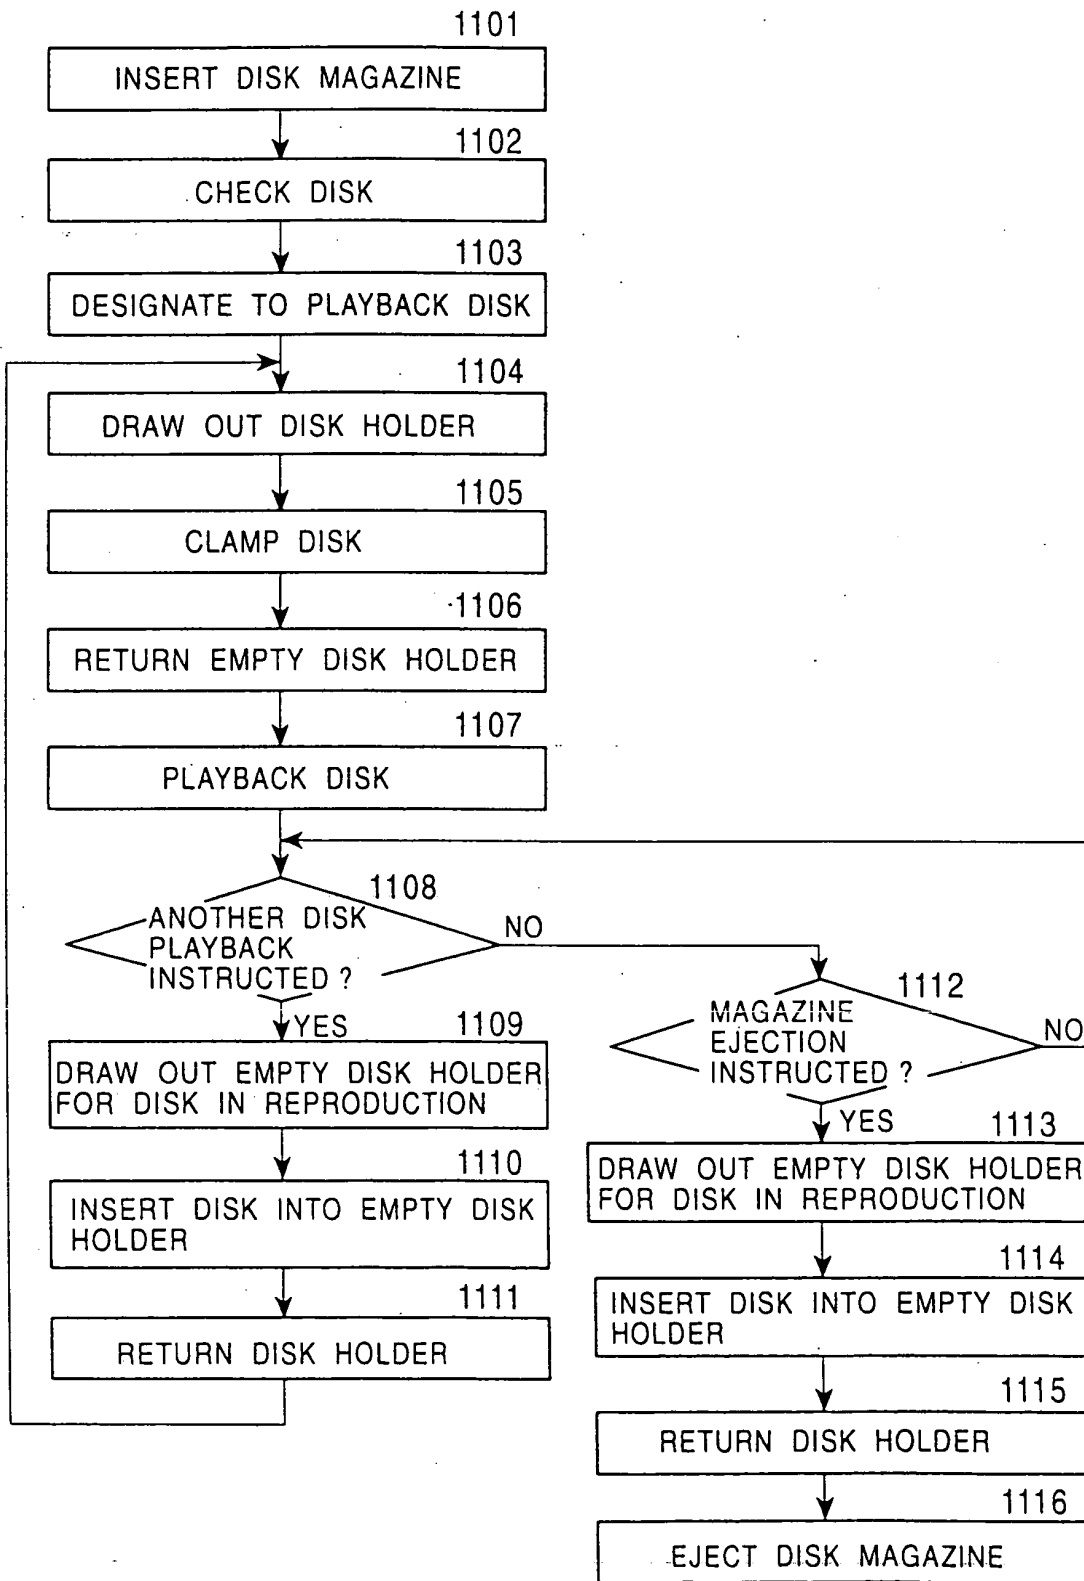 1101
INSERT DISK MAGAZINE
1102
CHECK DISK
1103
DESIGNATE TO PLAYBACK DISK
1104
DRAW OUT DISK HOLDER
1105
CLAMP DISK
1106
RETURN EMPTY DISK HOLDER
1107
PLAYBACK DISK
1108
ANOTHER DISK
PLAYBACK
INSTRUCTED ?
NO
YES
1109
DRAW OUT EMPTY DISK HOLDER
FOR DISK IN REPRODUCTION
1110
INSERT DISK INTO EMPTY DISK
HOLDER
1111
RETURN DISK HOLDER
1112
MAGAZINE
EJECTION
INSTRUCTED ?
NO
YES
1113
DRAW OUT EMPTY DISK HOLDER
FOR DISK IN REPRODUCTION
1114
INSERT DISK INTO EMPTY DISK
HOLDER
1115
RETURN DISK HOLDER
1116
EJECT DISK MAGAZINE